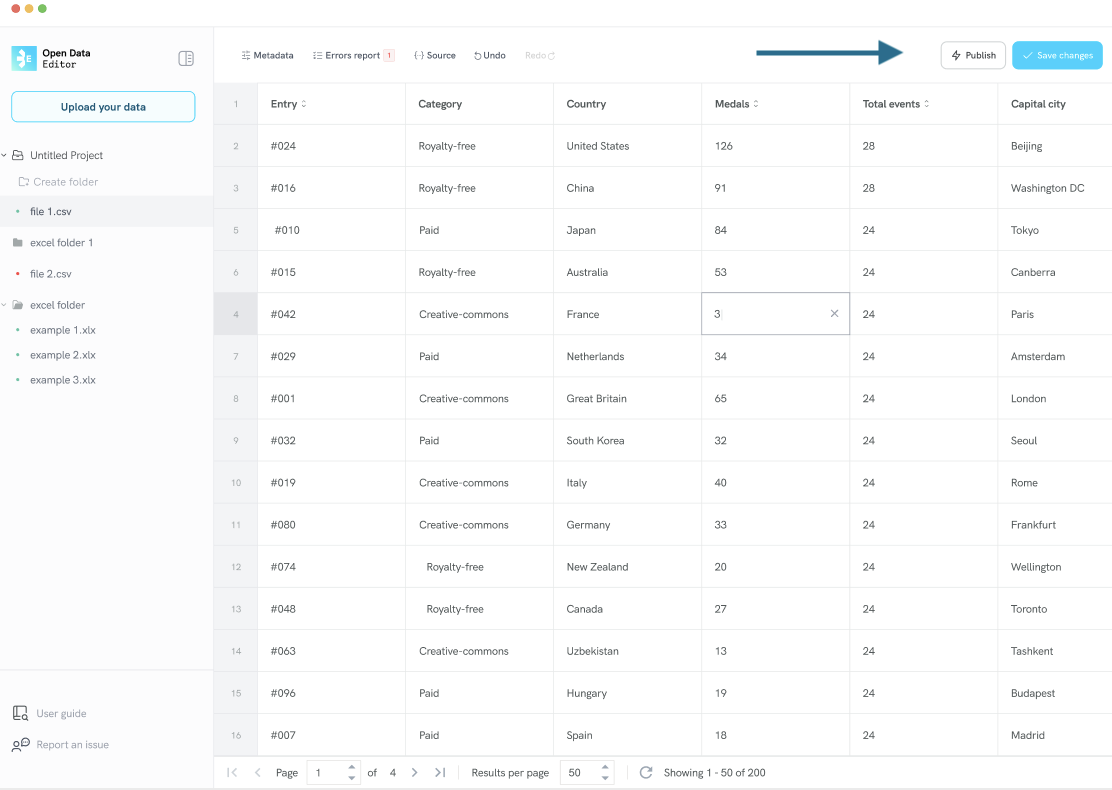 Open Data
Editor
Upload your data
Untitled Project
Create folder
file 1.csv
excel folder 1
file 2.csv
excel folder
example 1.xlx
example 2.xlx
example 3.xlx
User guide
Report an issue
Metadata Errors report 1 Source Undo Redo Publish Save changes
1 Entry Category Country Medals Total events Capital city
2 #024 Royalty-free United States 126 28 Beijing
3 #016 Royalty-free China 91 28 Washington DC
5 #010 Paid Japan 84 24 Tokyo
6 #015 Royalty-free Australia 53 24 Canberra
4 #042 Creative-commons France 3 24 Paris
7 #029 Paid Netherlands 34 24 Amsterdam
8 #001 Creative-commons Great Britain 65 24 London
9 #032 Paid South Korea 32 24 Seoul
10 #019 Creative-commons Italy 40 24 Rome
11 #080 Creative-commons Germany 33 24 Frankfurt
12 #074 Royalty-free New Zealand 20 24 Wellington
13 #048 Royalty-free Canada 27 24 Toronto
14 #063 Creative-commons Uzbekistan 13 24 Tashkent
15 #096 Paid Hungary 19 24 Budapest
16 #007 Paid Spain 18 24 Madrid
Page 1 of 4 Results per page 50 Showing 1 - 50 of 200